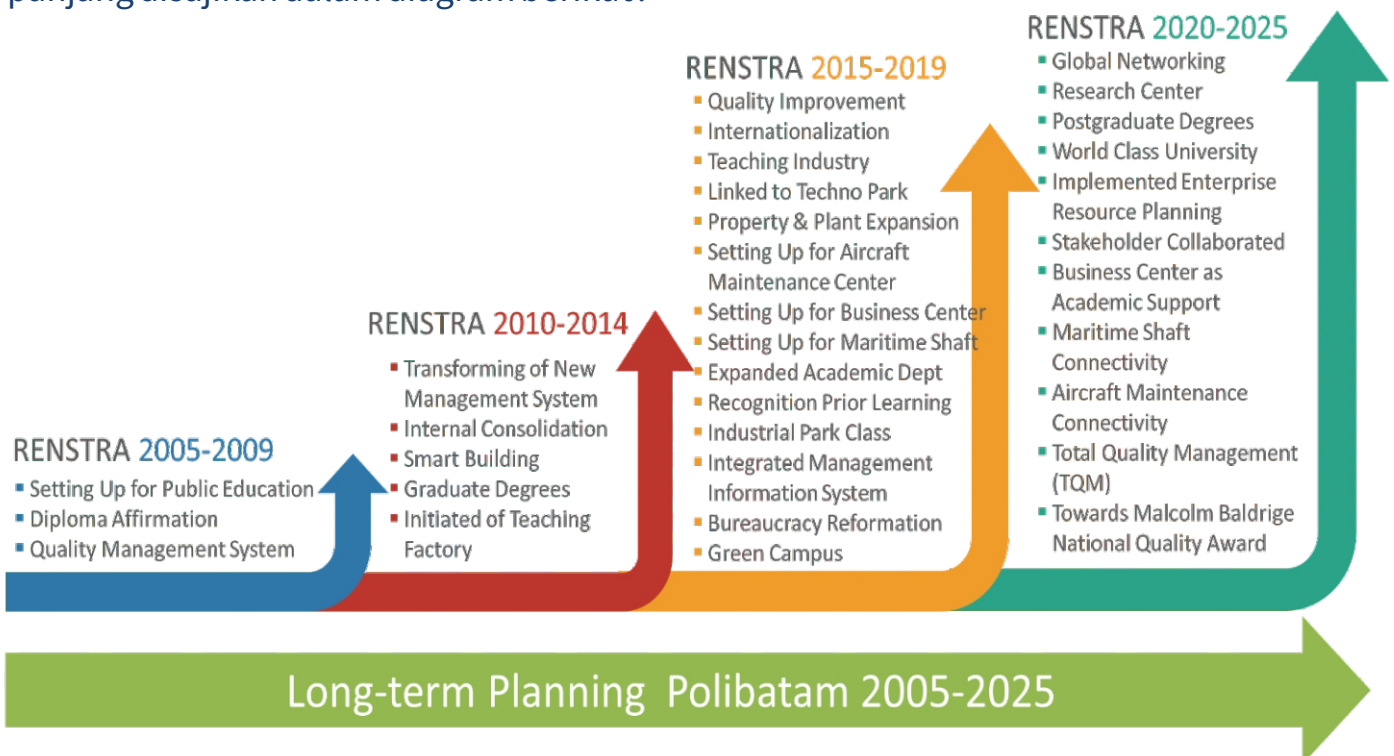 panjang disajikan dalam diagram berikut:
RENSTRA 2005-2009
▪ Setting Up for Public Education
▪ Diploma Affirmation
▪ Quality Management System
RENSTRA 2010-2014
▪ Transforming of New
Management System
▪ Internal Consolidation
▪ Smart Building
▪ Graduate Degrees
▪ Initiated of Teaching
Factory
RENSTRA 2015-2019
▪ Quality Improvement
▪ Internationalization
▪ Teaching Industry
▪ Linked to Techno Park
▪ Property & Plant Expansion
▪ Setting Up for Aircraft
Maintenance Center
▪ Setting Up for Business Center
▪ Setting Up for Maritime Shaft
▪ Expanded Academic Dept
▪ Recognition Prior Learning
▪ Industrial Park Class
▪ Integrated Management
Information System
▪ Bureaucracy Reformation
▪ Green Campus
RENSTRA 2020-2025
▪ Global Networking
▪ Research Center
▪ Postgraduate Degrees
▪ World Class University
▪ Implemented Enterprise
Resource Planning
▪ Stakeholder Collaborated
▪ Business Center as
Academic Support
▪ Maritime Shaft
Connectivity
▪ Aircraft Maintenance
Connectivity
▪ Total Quality Management
(TQM)
▪ Towards Malcolm Baldrige
National Quality Award
Long-term Planning Polibatam 2005-2025